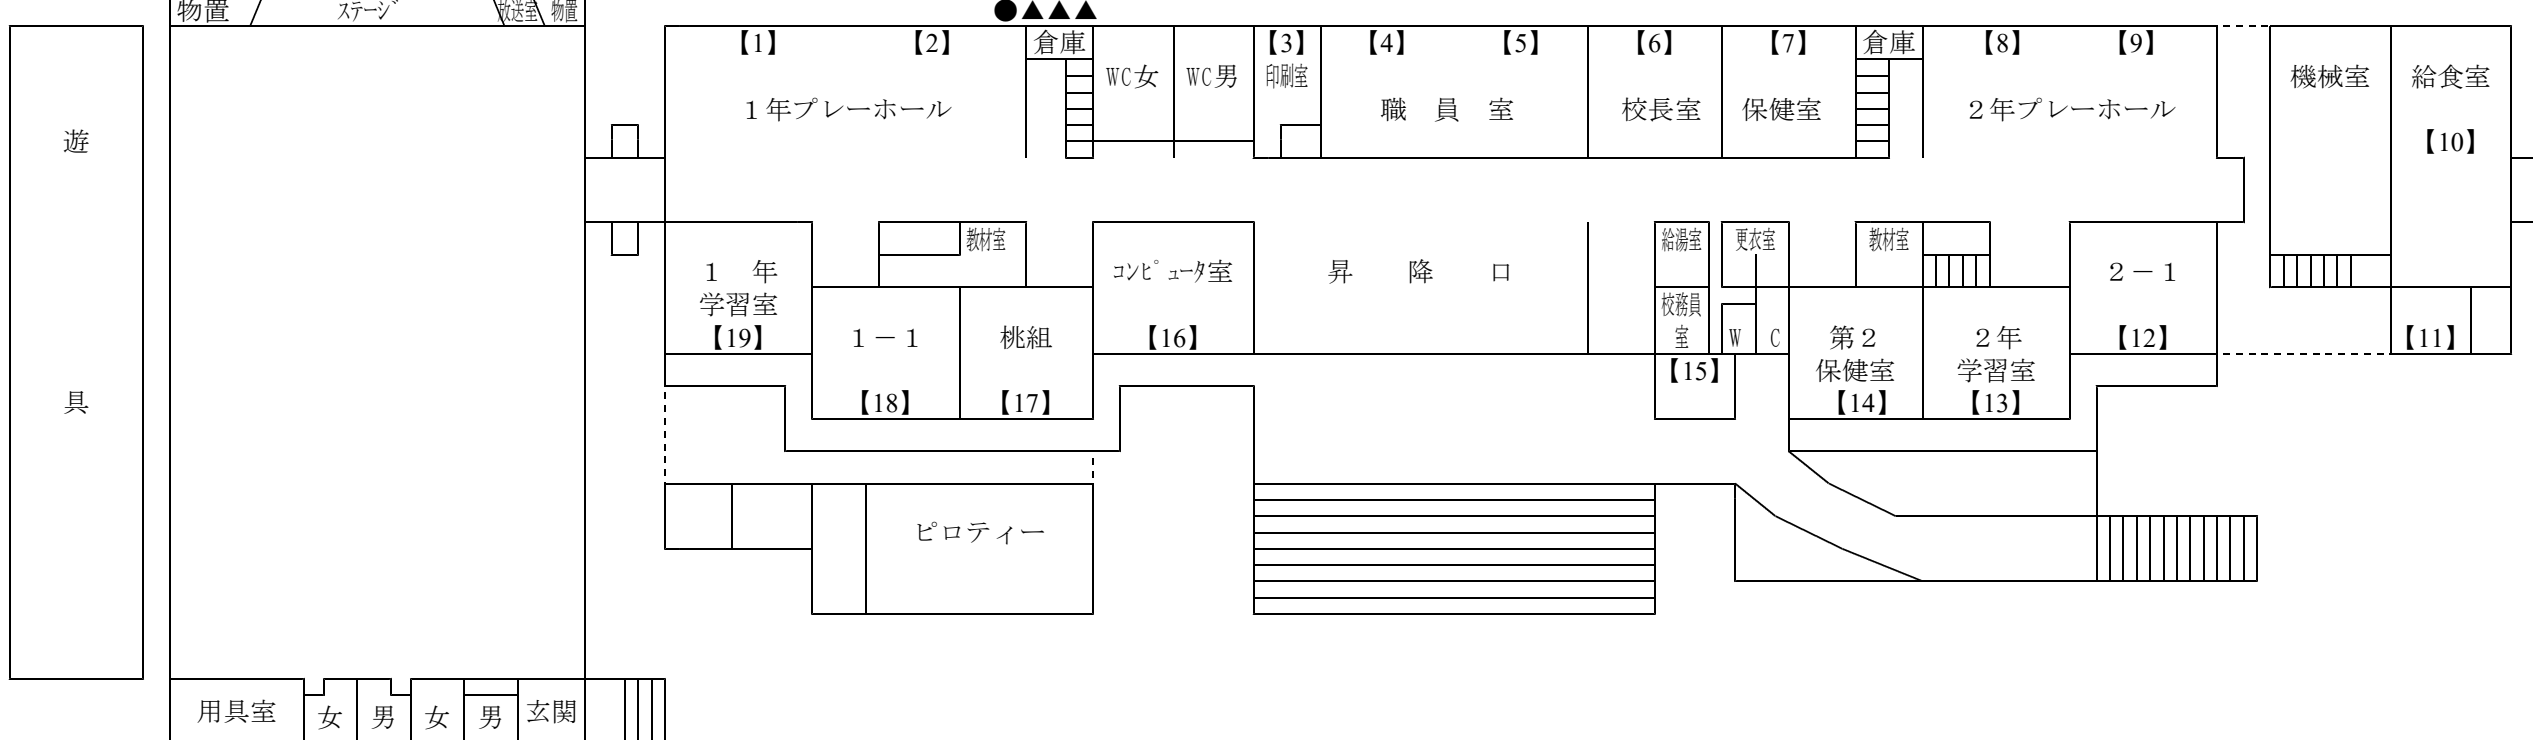 物置 ステージ 放送室 物置 ●▲▲▲
【1】 【2】 倉庫 【3】 【4】 【5】 【6】 【7】 倉庫 【8】 【9】
WC女 WC男 印刷室 機械室 給食室
1年プレーホール 職 員 室 校長室 保健室 2年プレーホール
遊 【10】
教材室 給湯室 更衣室 教材室
1 年 コンピュータ室 昇 降 口 2-1
学習室 校務員
【19】 1-1 桃組 【16】 室 W C 第2 2年 【12】 【11】
【15】 保健室 学習室
具 【18】 【17】 【14】 【13】
ピロティー
用具室 女 男 女 男 玄関